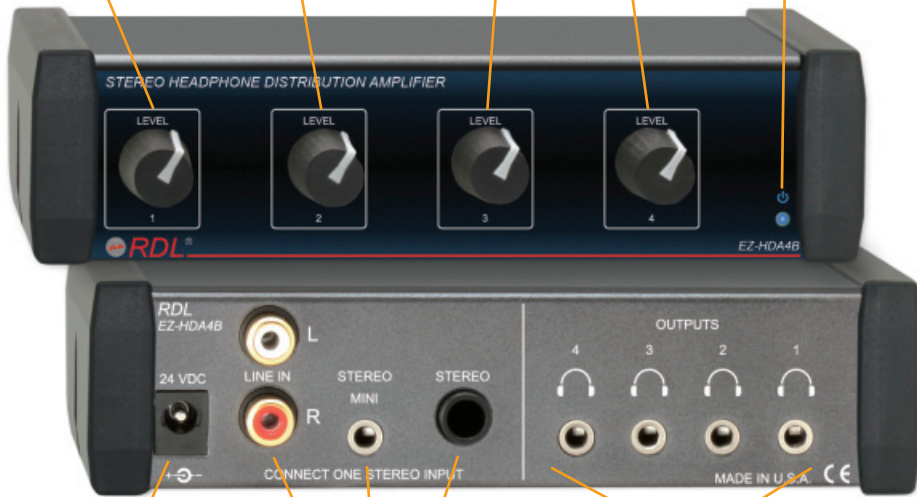 STEREO HEADPHONE DISTRIBUTION AMPLIFIER
LEVEL LEVEL LEVEL LEVEL
1 2 3 4
RDL® EZ-HDA4B
RDL
EZ-HDA4B
L
OUTPUTS
4 3 2 1
24 VDC LINE IN STEREO STEREO
MINI
R
CONNECT ONE STEREO INPUT
MADE IN U.S.A. CE